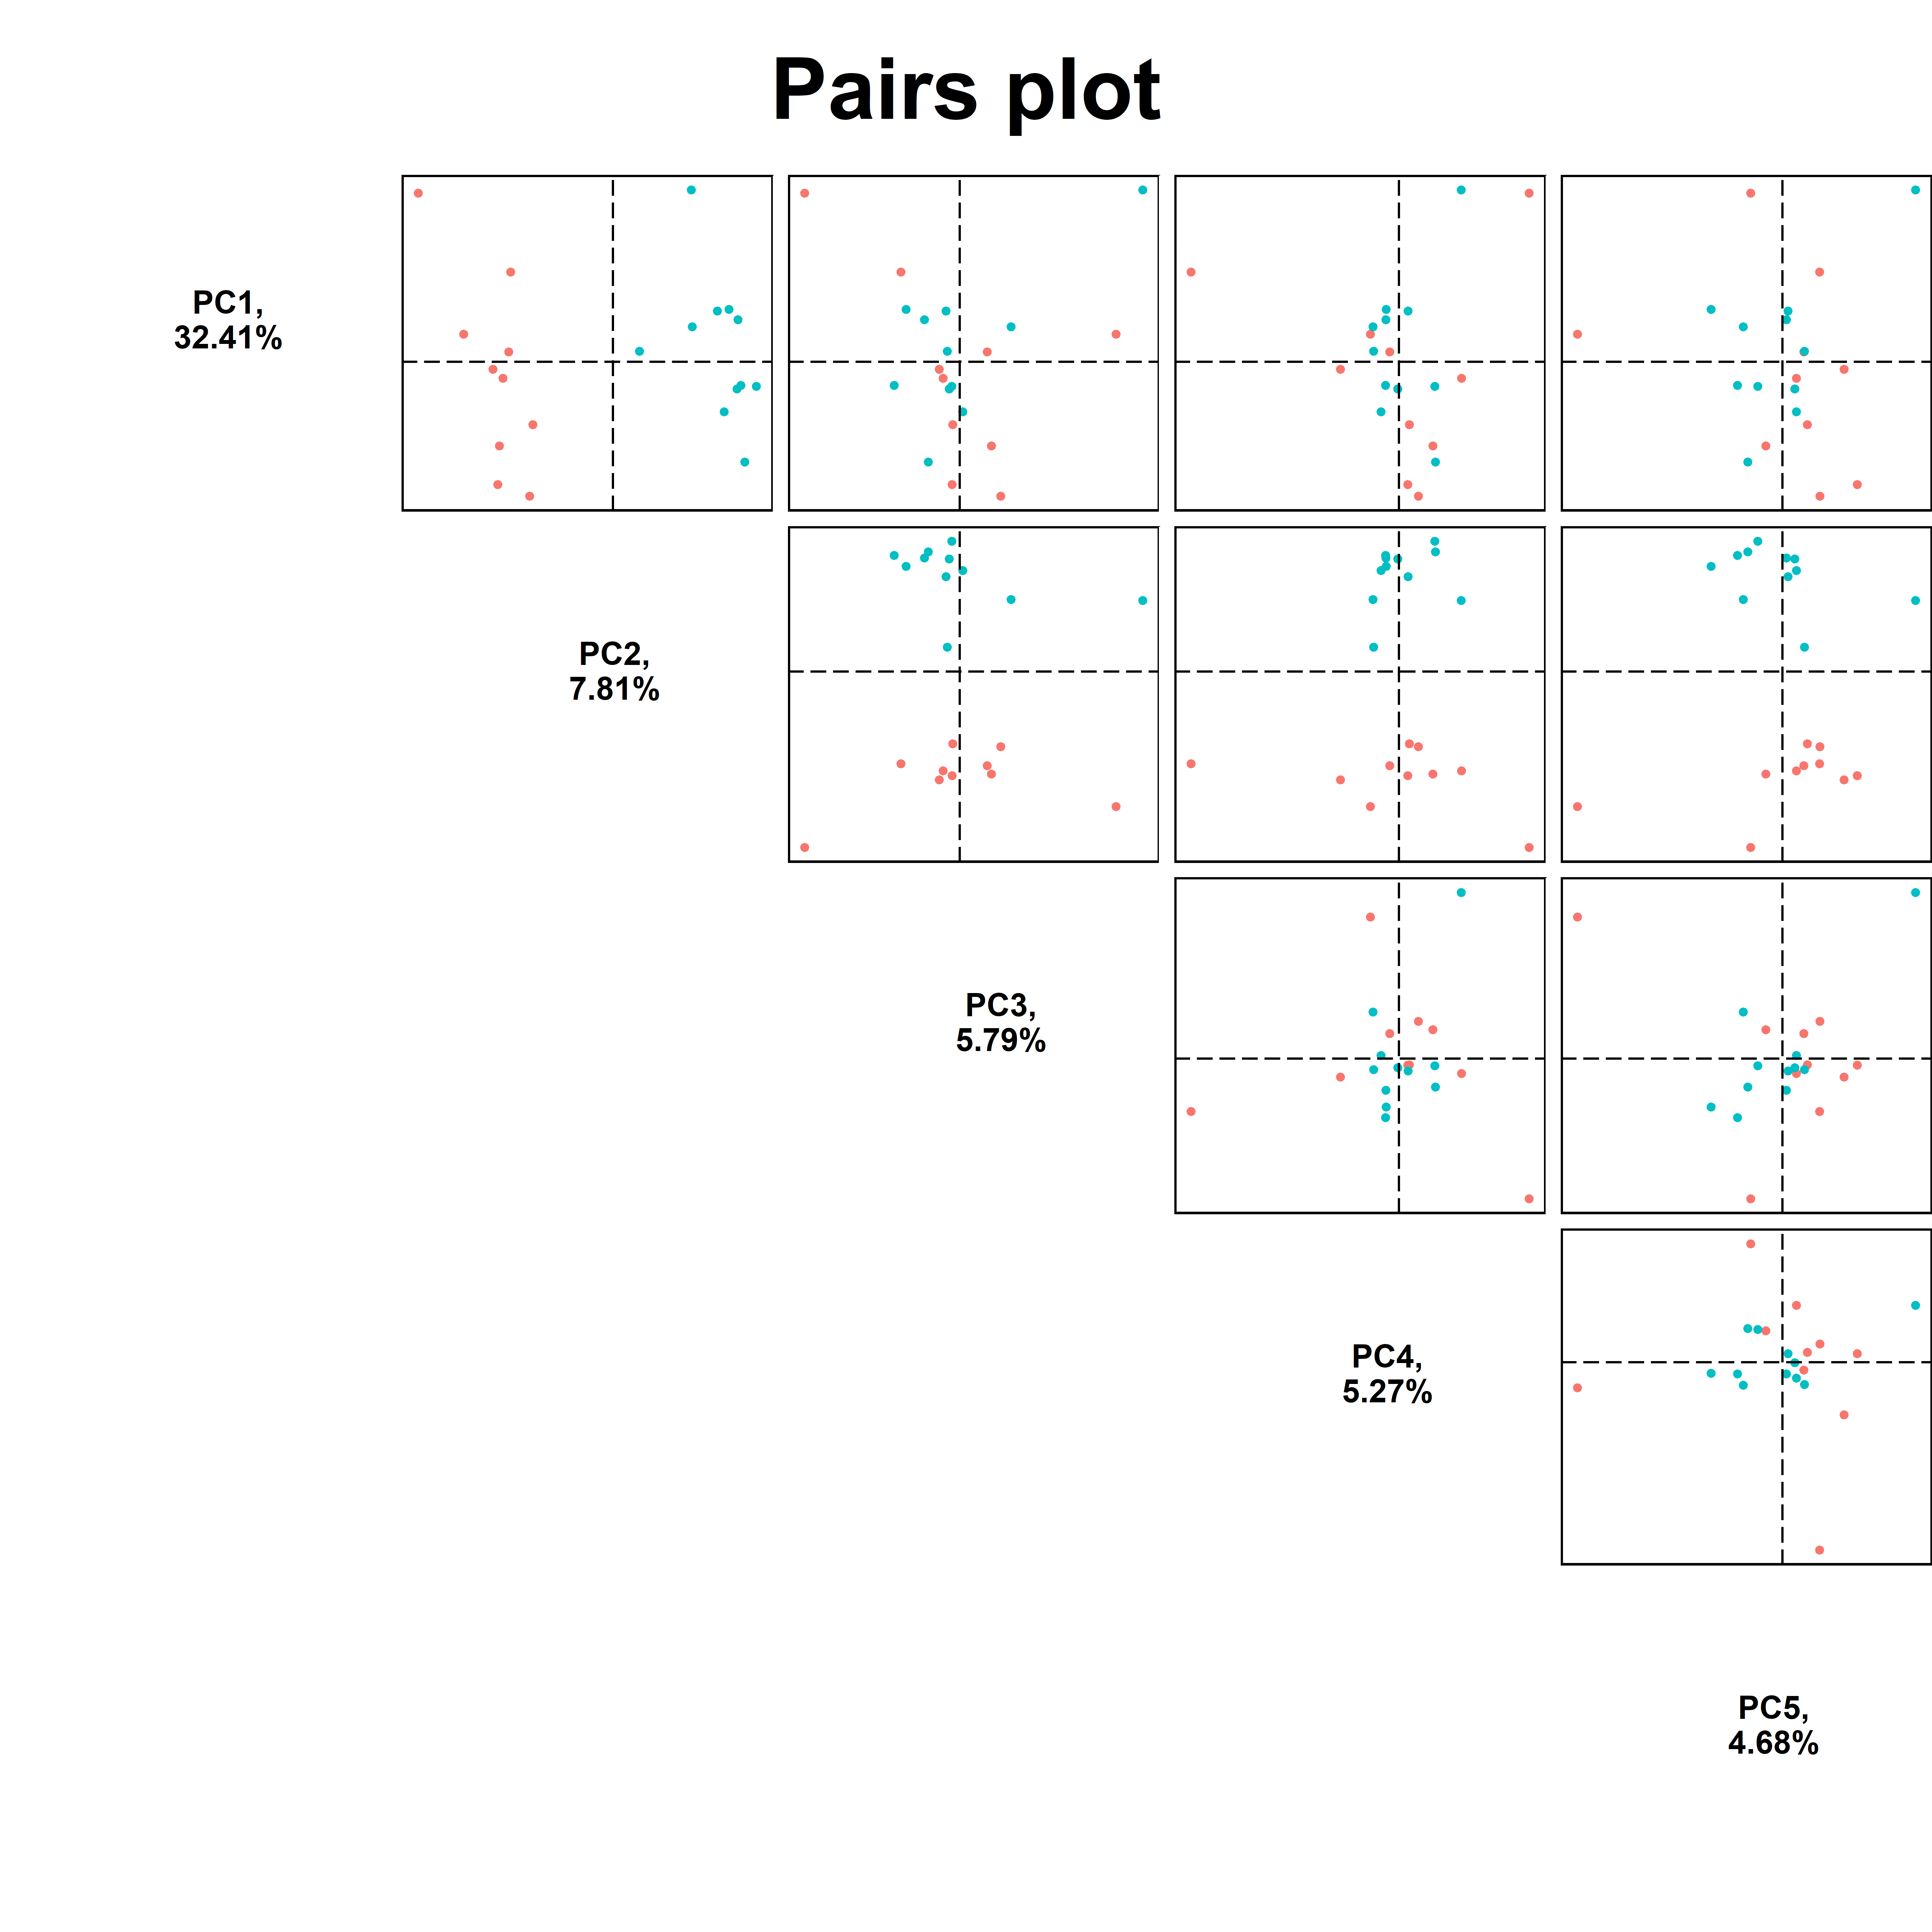 Pairs plot
PC1,
32.41%
PC2,
7.81%
PC3,
5.79%
PC4,
5.27%
PC5,
4.68%